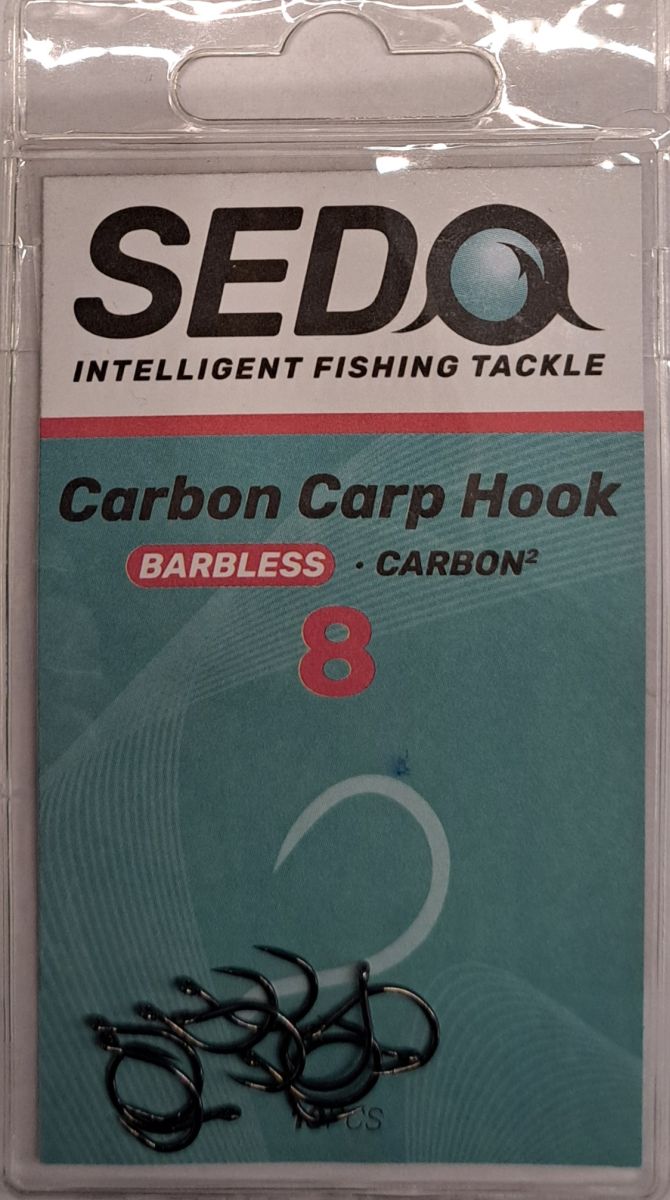 SEDO
INTELLIGENT FISHING TACKLE
Carbon Carp Hook
BARBLESS · CARBON²
8